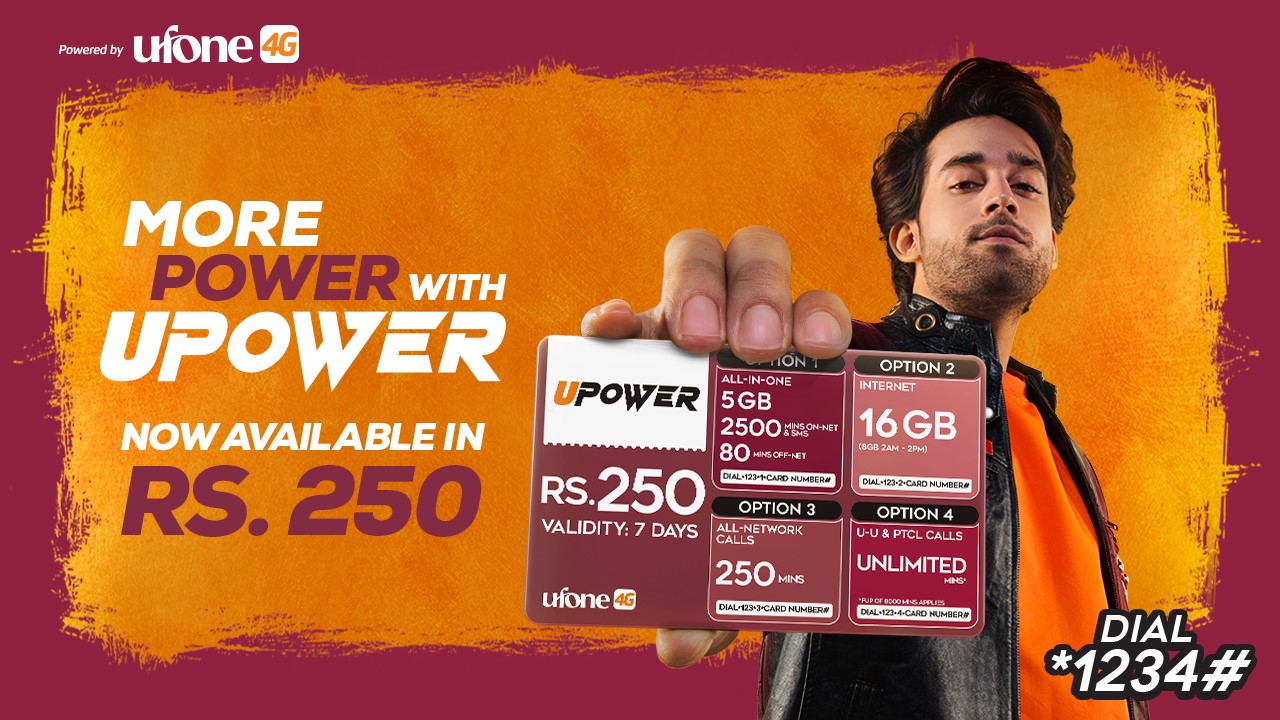 Powered by ufone 4G
MORE
POWER WITH
UPOWER
NOW AVAILABLE IN
RS. 250
UPOWER
RS.250
VALIDITY: 7 DAYS
ufone 4G
OPTION 1
ALL-IN-ONE
5 GB
2500 MINS ON-NET & SMS
80 MINS OFF-NET
DIAL*123*1*CARD NUMBER#
OPTION 2
INTERNET
16 GB
(8GB 2AM - 2PM)
DIAL*123*2*CARD NUMBER#
OPTION 3
ALL-NETWORK
CALLS
250 MINS
DIAL*123*3*CARD NUMBER#
OPTION 4
U-U & PTCL CALLS
UNLIMITED
MINS*
*FUP OF 8000 MINS APPLIES
DIAL*123*4*CARD NUMBER#
DIAL
*1234#